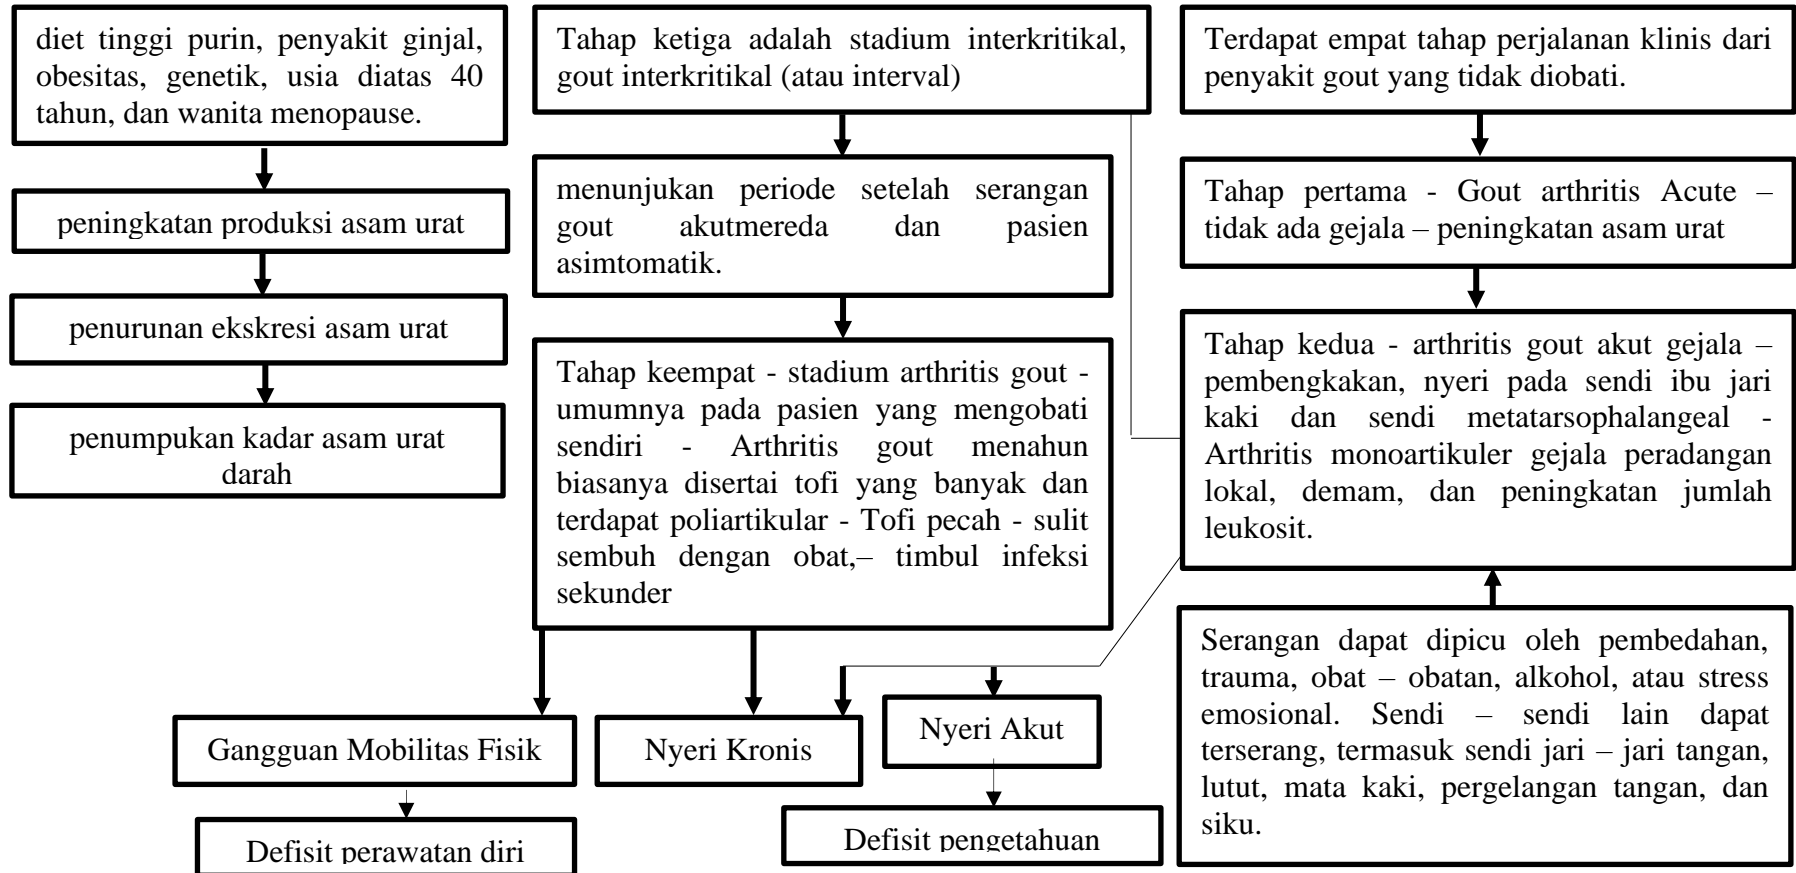 diet tinggi purin, penyakit ginjal,
obesitas, genetik, usia diatas 40
tahun, dan wanita menopause.
peningkatan produksi asam urat
penurunan ekskresi asam urat
penumpukan kadar asam urat
darah
Tahap ketiga adalah stadium interkritikal,
gout interkritikal (atau interval)
menunjukan periode setelah serangan
gout akutmereda dan pasien
asimtomatik.
Tahap keempat - stadium arthritis gout -
umumnya pada pasien yang mengobati
sendiri - Arthritis gout menahun
biasanya disertai tofi yang banyak dan
terdapat poliartikular - Tofi pecah - sulit
sembuh dengan obat,– timbul infeksi
sekunder
Terdapat empat tahap perjalanan klinis dari
penyakit gout yang tidak diobati.
Tahap pertama - Gout arthritis Acute –
tidak ada gejala – peningkatan asam urat
Tahap kedua - arthritis gout akut gejala –
pembengkakan, nyeri pada sendi ibu jari
kaki dan sendi metatarsophalangeal -
Arthritis monoartikuler gejala peradangan
lokal, demam, dan peningkatan jumlah
leukosit.
Serangan dapat dipicu oleh pembedahan,
trauma, obat – obatan, alkohol, atau stress
emosional. Sendi – sendi lain dapat
terserang, termasuk sendi jari – jari tangan,
lutut, mata kaki, pergelangan tangan, dan
siku.
Gangguan Mobilitas Fisik
Nyeri Kronis
Nyeri Akut
Defisit perawatan diri
Defisit pengetahuan